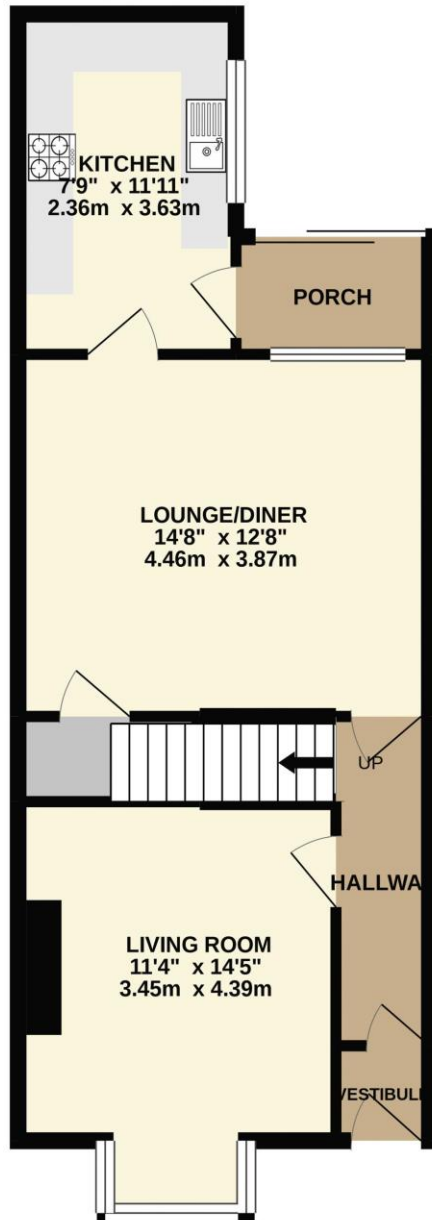 KITCHEN
7'9" x 11'11"
2.36m x 3.63m
PORCH
LOUNGE/DINER
14'8" x 12'8"
4.46m x 3.87m
UP
HALLWA
LIVING ROOM
11'4" x 14'5"
3.45m x 4.39m
VESTIBULE